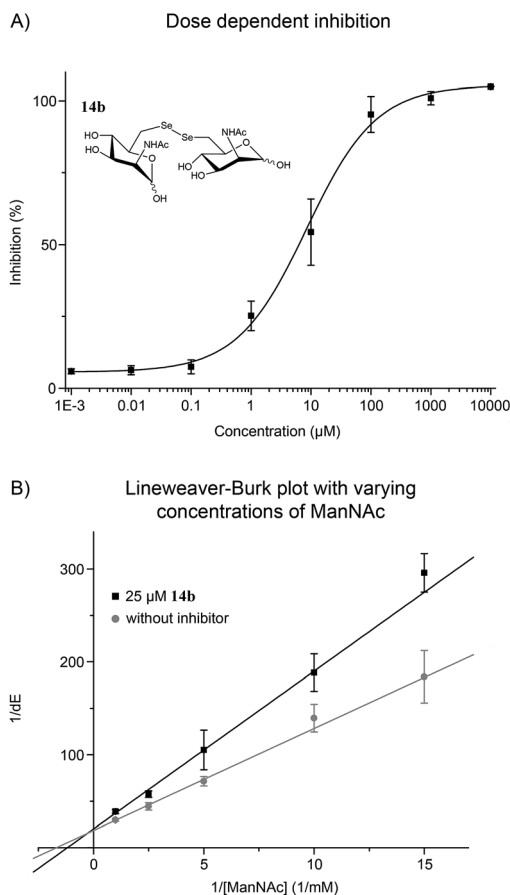 A) Dose dependent inhibition
14b
Se
Se
HO
HO
NHAc
O
OH
NHAc
O
HO
HO
OH
100
50
0
Inhibition (%)
1E-3 0.01 0.1 1 10 100 1000 10000
Concentration (µM)
B) Lineweaver-Burk plot with varying
concentrations of ManNAc
300
200
100
1/dE
25 µM 14b
without inhibitor
0 5 10 15
1/[ManNAc] (1/mM)